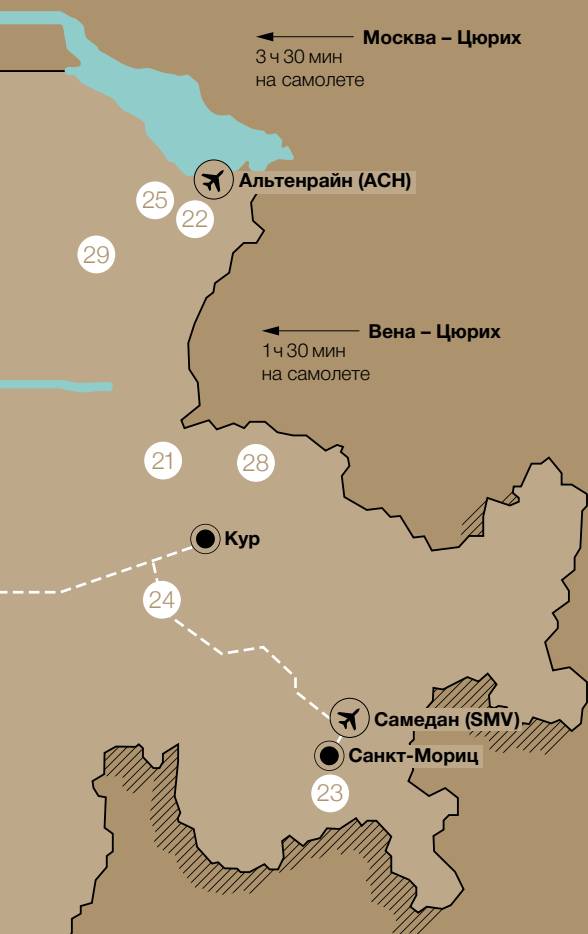 Москва – Цюрих
3 ч 30 мин
на самолете
Альтенрайн (ACH)
25
22
29
Вена – Цюрих
1 ч 30 мин
на самолете
21
28
Кур
24
Самедан (SMV)
Санкт-Мориц
23